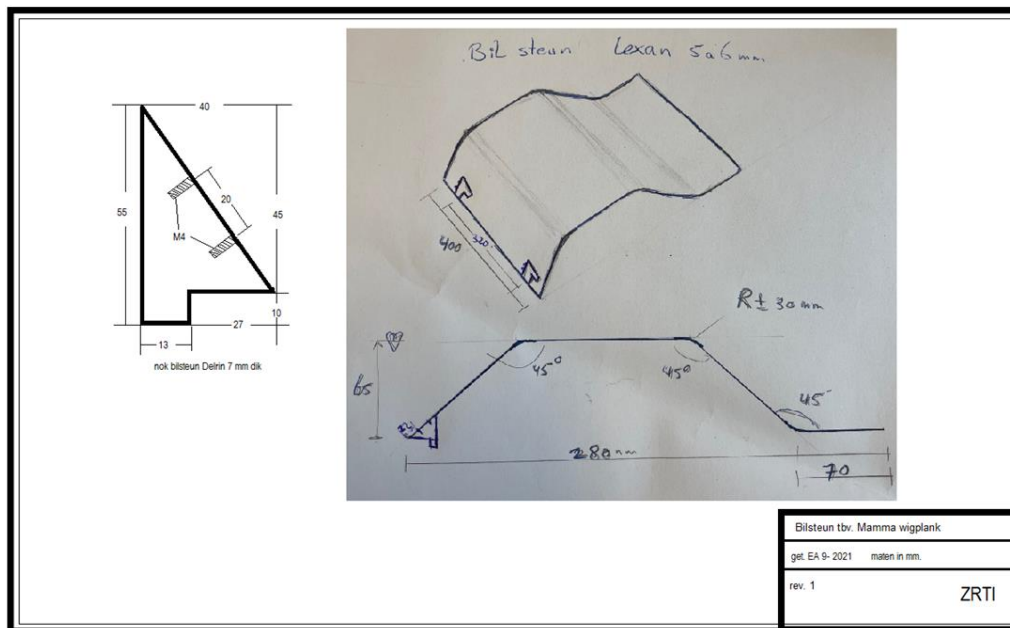 Bil steun Lexan 5 a 6 mm
40
55
20
45
M4
10
27
13
nok bilsteun Delrin 7 mm dik
400
320
R ± 30 mm
65
45°
45°
45°
280 mm
70
Bilsteun tbv. Mamma wigplank
get. EA 9- 2021 maten in mm.
rev. 1
ZRTI